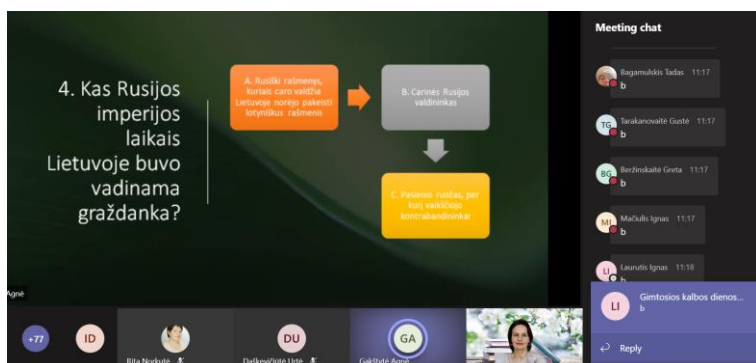 4. Kas Rusijos
imperijos
laikais
Lietuvoje buvo
vadinama
graždanka?
A. Rusiški rašmenys,
kuriais caro valdžia
Lietuvoje norėjo pakeisti
lotyniškus rašmenis
B. Carinės Rusijos
valdininkas
C. Pasienio ruožas, per
kurį vaikščiojo
kontrabandininkai
Agnė
+77
ID
Rita Norkutė
DU
Daškevičiūtė Urtė
GA
Gakštytė Agnė
Meeting chat
Bagamulskis Tadas 11:17
b
TG
Tarakanovaitė Gustė 11:17
b
BG
Beržinskaitė Greta 11:17
b
MI
Mačiulis Ignas 11:17
b
LI
Laurutis Ignas 11:18
b
LI
Gimtosios kalbos dienos...
b
Reply